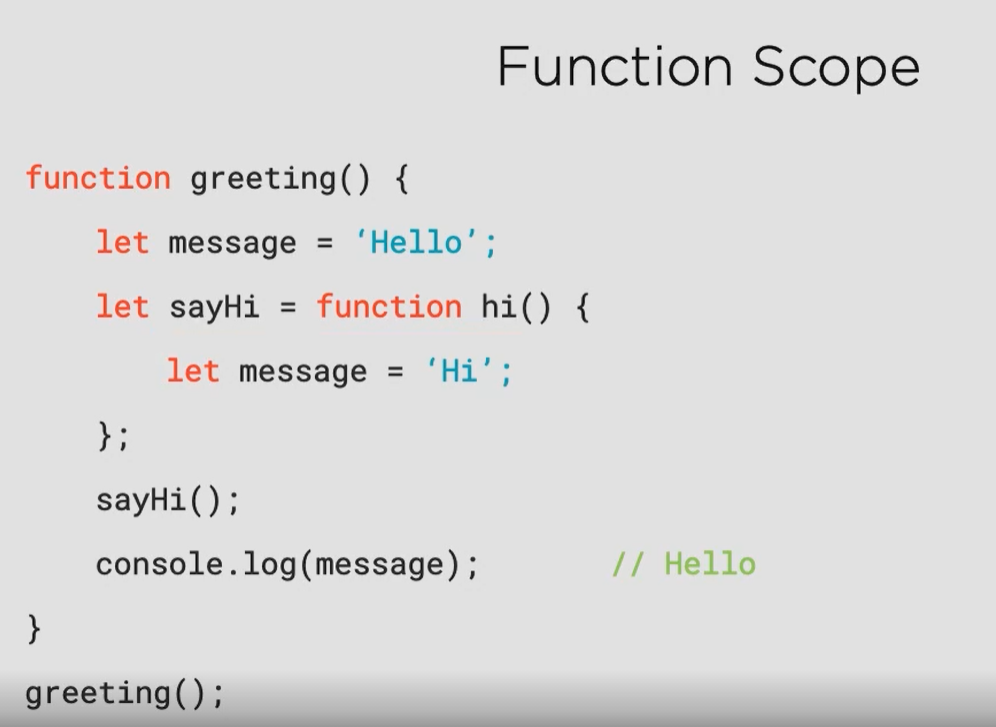 Function Scope
function greeting() {
let message = ‘Hello’;
let sayHi = function hi() {
let message = ‘Hi’;
};
sayHi();
console.log(message); // Hello
}
greeting();